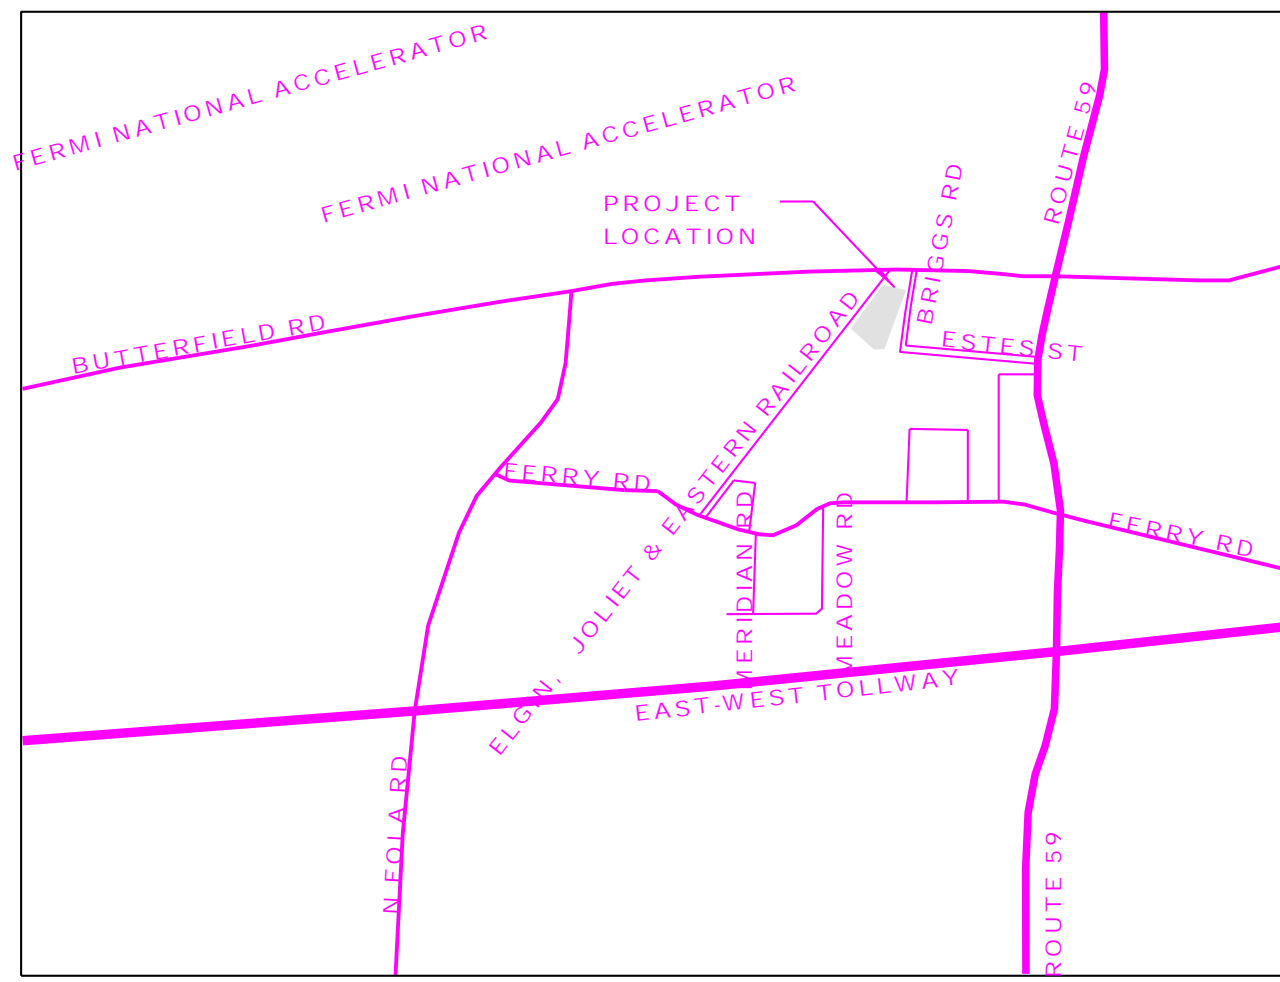 FERMI NATIONAL ACCELERATOR
FERMI NATIONAL ACCELERATOR
ROUTE 59
BRIGGS RD
PROJECT
LOCATION
BUTTERFIELD RD
ESTES ST
ELGIN, JOLIET & EASTERN RAILROAD
FERRY RD
FERRY RD
MERIDIAN RD
MEADOW RD
EAST-WEST TOLLWAY
N EOLA RD
ROUTE 59